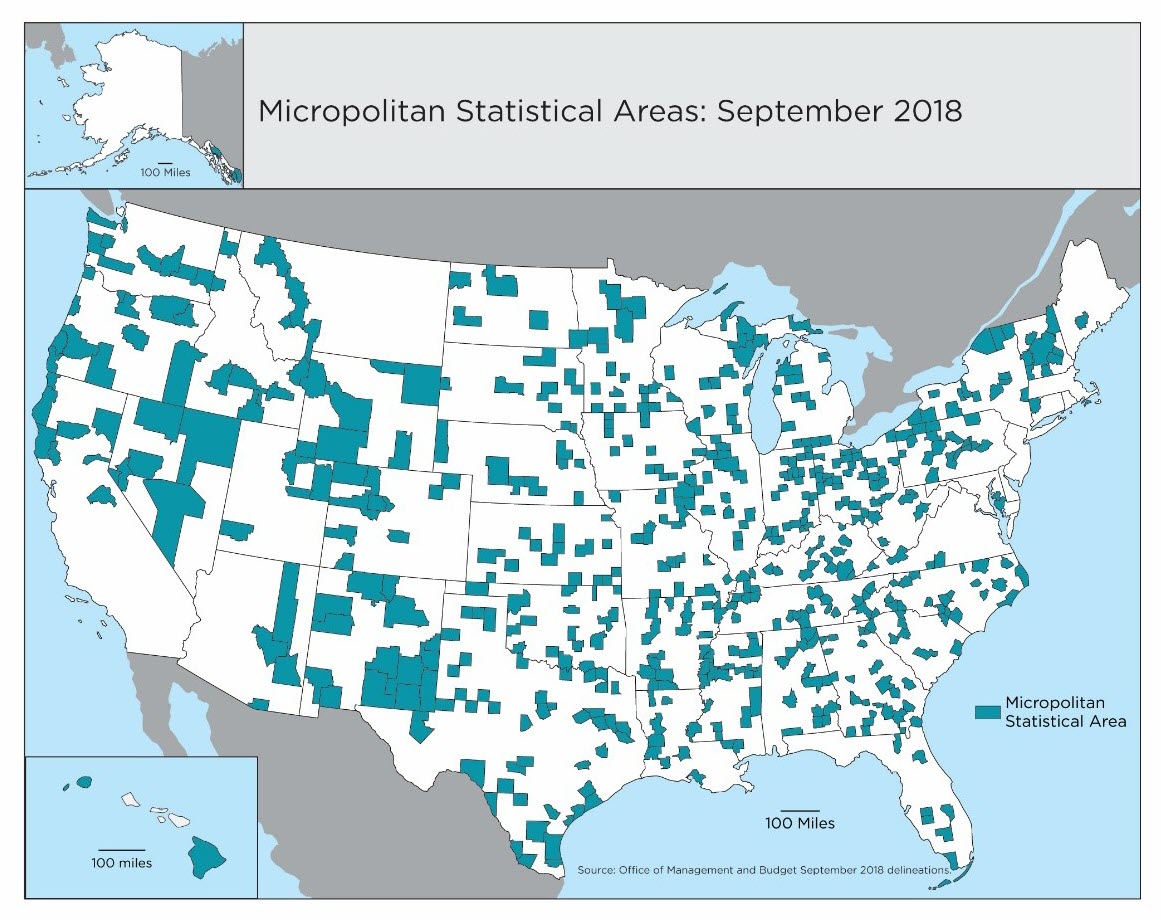 Micropolitan Statistical Areas: September 2018
100 Miles
Micropolitan
Statistical Area
100 Miles
100 miles
Source: Office of Management and Budget September 2018 delineations.